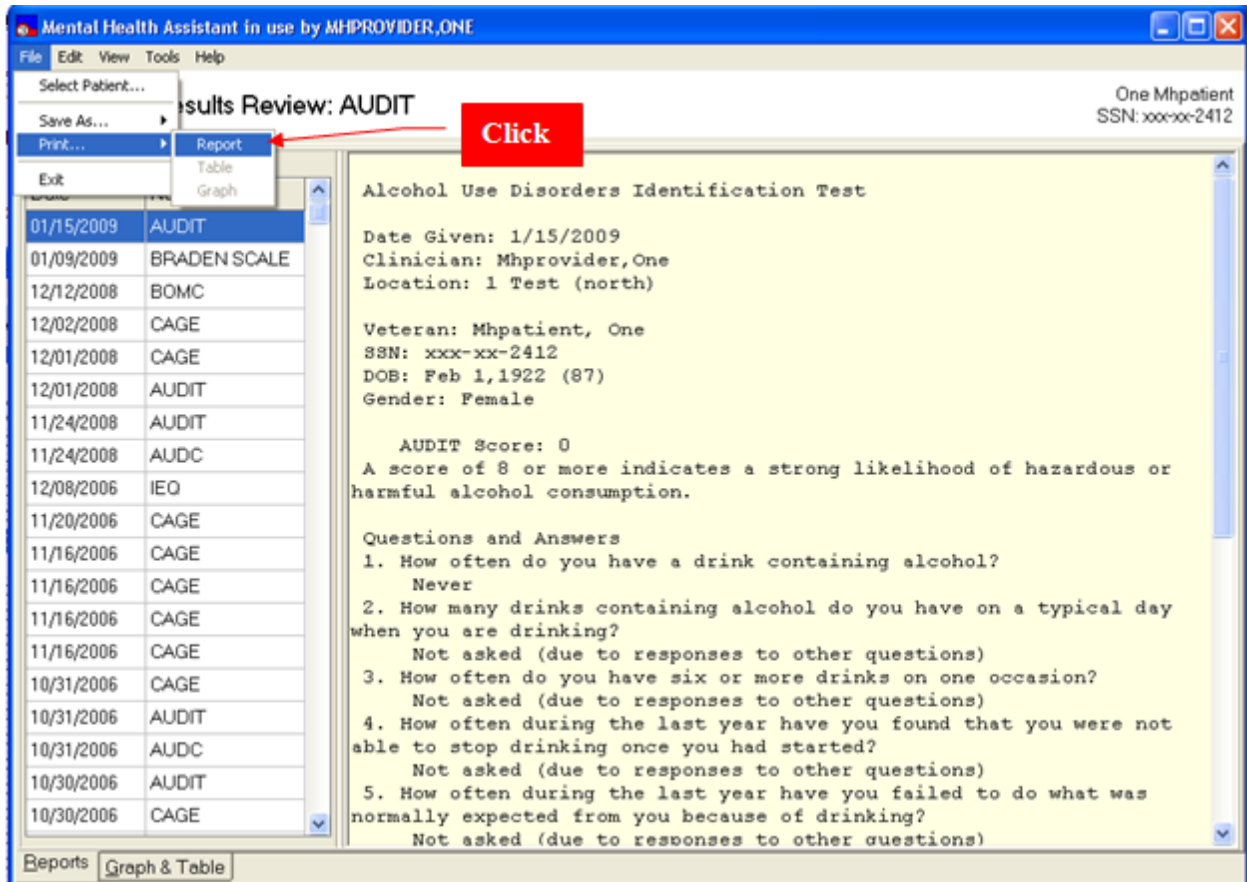 Mental Health Assistant in use by MHPROVIDER,ONE
File Edit View Tools Help
Select Patient...
Save As...
Print...
Exit
Report
Table
Graph
esults Review: AUDIT
Click
One Mhpatient
SSN: xxx-xx-2412
01/15/2009 AUDIT
01/09/2009 BRADEN SCALE
12/12/2008 BOMC
12/02/2008 CAGE
12/01/2008 CAGE
12/01/2008 AUDIT
11/24/2008 AUDIT
11/24/2008 AUDC
12/08/2006 IEQ
11/20/2006 CAGE
11/16/2006 CAGE
11/16/2006 CAGE
11/16/2006 CAGE
11/16/2006 CAGE
10/31/2006 CAGE
10/31/2006 AUDIT
10/31/2006 AUDC
10/30/2006 AUDIT
10/30/2006 CAGE
Alcohol Use Disorders Identification Test
Date Given: 1/15/2009
Clinician: Mhprovider,One
Location: 1 Test (north)
Veteran: Mhpatient, One
SSN: xxx-xx-2412
DOB: Feb 1,1922 (87)
Gender: Female
AUDIT Score: 0
A score of 8 or more indicates a strong likelihood of hazardous or
harmful alcohol consumption.
Questions and Answers
1. How often do you have a drink containing alcohol?
Never
2. How many drinks containing alcohol do you have on a typical day
when you are drinking?
Not asked (due to responses to other questions)
3. How often do you have six or more drinks on one occasion?
Not asked (due to responses to other questions)
4. How often during the last year have you found that you were not
able to stop drinking once you had started?
Not asked (due to responses to other questions)
5. How often during the last year have you failed to do what was
normally expected from you because of drinking?
Not asked (due to responses to other questions)
Reports Graph & Table